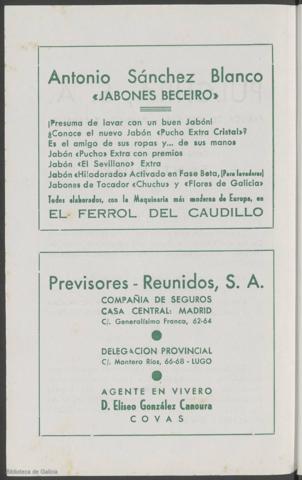 Antonio Sánchez Blanco
«JABONES BECEIRO»
¡Presuma de lavar con un buen Jabón!
¿Conoce el nuevo Jabón «Pucho Extra Cristal»?
Es el amigo de sus ropas y... de sus manos
Jabón «Pucho» Extra con premios
Jabón «El Sevillano» Extra
Jabón «Hilodorado» Activado en Fase Beta, (Para lavadoras)
Jabones de Tocador «Chuchu» y «Flores de Galicia»
Todos elaborados, con la Maquinaria más moderna de Europa, en
EL FERROL DEL CAUDILLO
Previsores - Reunidos, S. A.
COMPAÑIA DE SEGUROS
CASA CENTRAL: MADRID
C/. Generalísimo Franco, 62-64
DELEGACION PROVINCIAL
C/. Montero Ríos, 66-68 - LUGO
AGENTE EN VIVERO
D. Eliseo González Canoura
COVAS
Biblioteca de Galicia